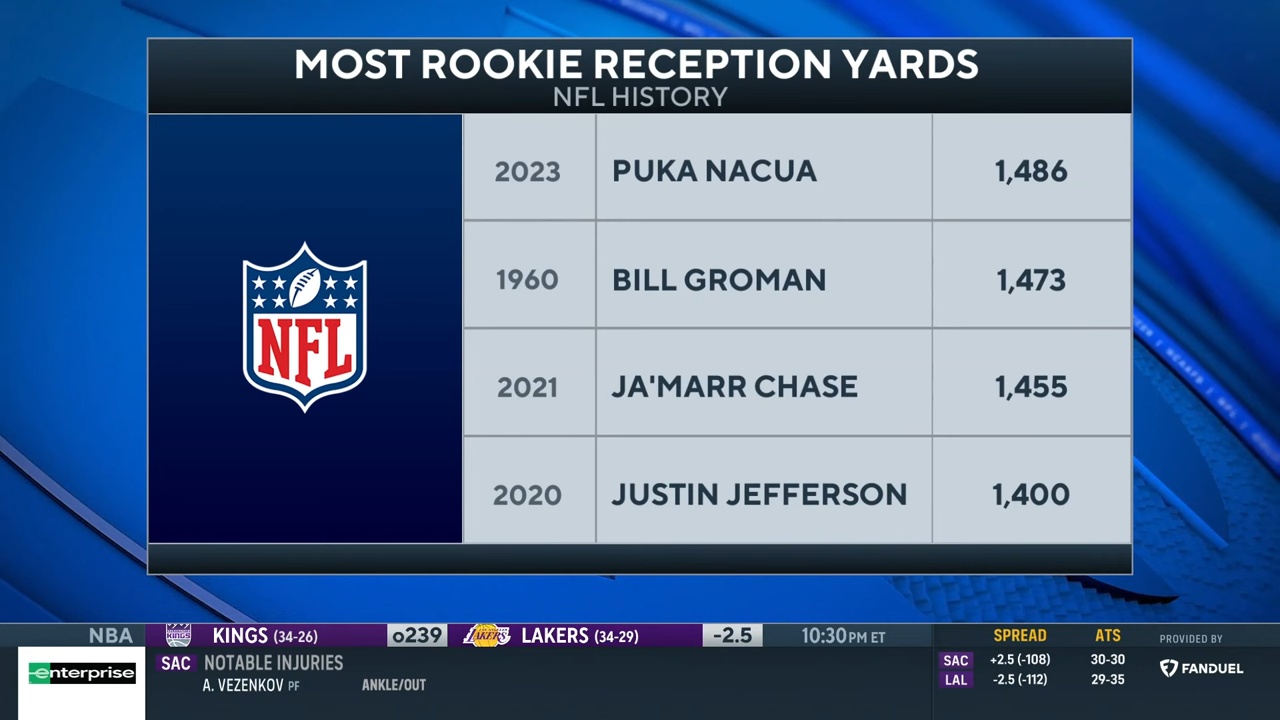 MOST ROOKIE RECEPTION YARDS
NFL HISTORY
NFL
2023 PUKA NACUA 1,486
1960 BILL GROMAN 1,473
2021 JA'MARR CHASE 1,455
2020 JUSTIN JEFFERSON 1,400
NBA KINGS (34-26) o239 LAKERS (34-29) -2.5 10:30 PM ET
enterprise
SAC NOTABLE INJURIES
A. VEZENKOV PF ANKLE/OUT
SPREAD ATS
SAC +2.5 (-108) 30-30
LAL -2.5 (-112) 29-35
PROVIDED BY
FANDUEL